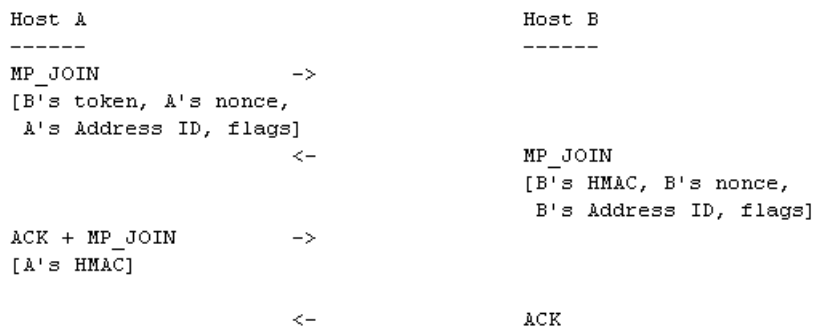 Host A                                  Host B
------                                  ------
MP_JOIN               ->
[B's token, A's nonce,
 A's Address ID, flags]
                      <-                MP_JOIN
                                        [B's HMAC, B's nonce,
                                         B's Address ID, flags]
ACK + MP_JOIN         ->
[A's HMAC]
                      <-                ACK